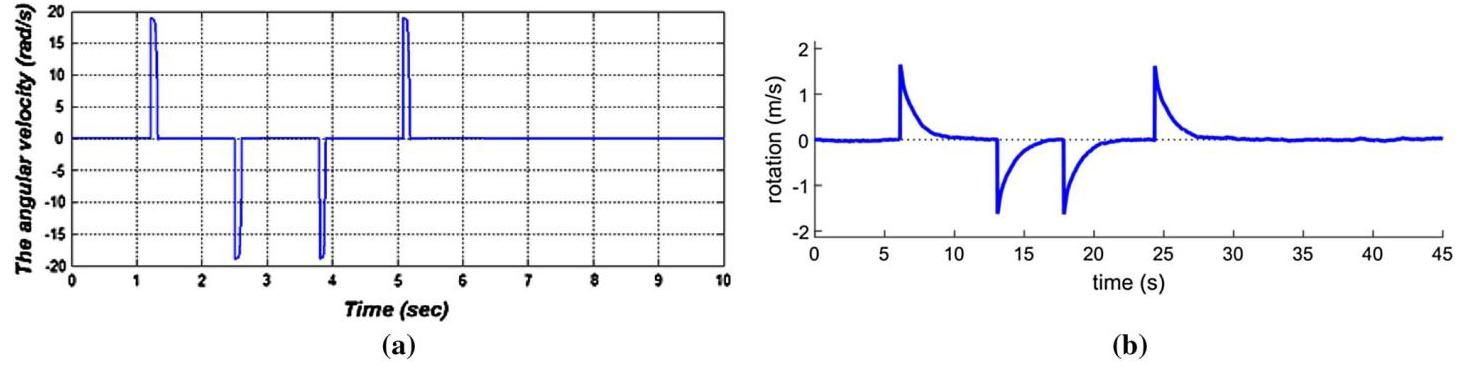 The angular velocity (rad/s)
20
15
10
5
0
-5
-10
-15
-20
0 1 2 3 4 5 6 7 8 9 10
Time (sec)
(a)
rotation (m/s)
2
1
0
-1
-2
0 5 10 15 20 25 30 35 40 45
time (s)
(b)